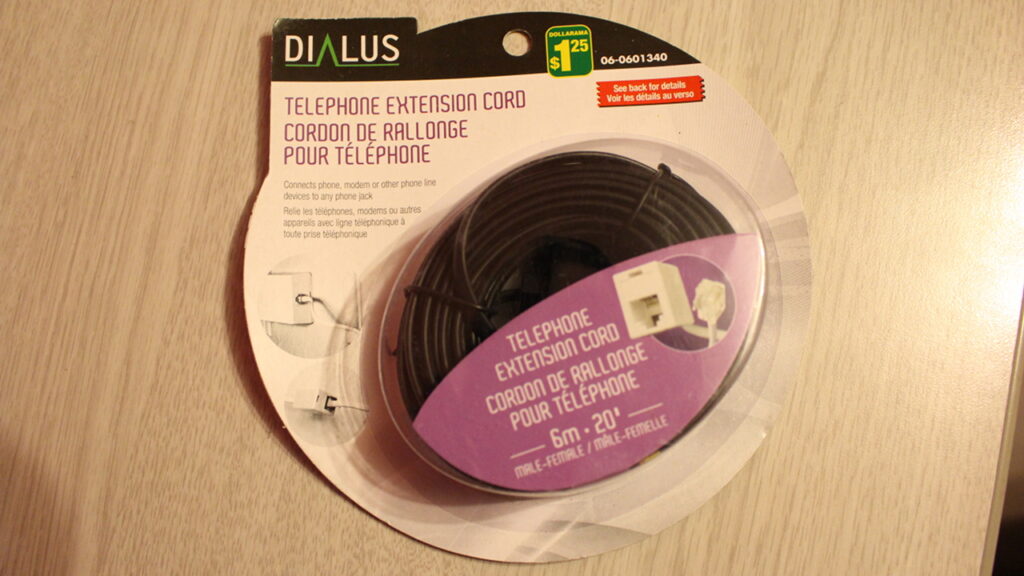 DIALUS
DOLLARAMA
$1.25
06-0601340
See back for details
Voir les détails au verso
TELEPHONE EXTENSION CORD
CORDON DE RALLONGE
POUR TÉLÉPHONE
Connects phone, modem or other phone line
devices to any phone jack
Relie les téléphones, modems ou autres
appareils avec ligne téléphonique à
toute prise téléphonique
TELEPHONE
EXTENSION CORD
CORDON DE RALLONGE
POUR TÉLÉPHONE
6m · 20'
MALE-FEMALE / MÂLE-FEMELLE